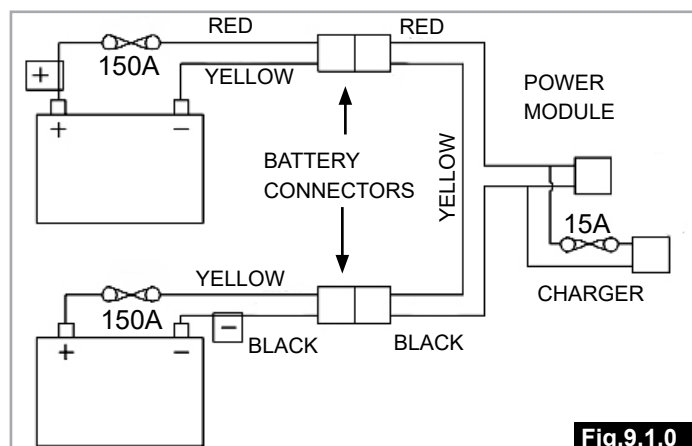 RED
RED
150A
YELLOW
+
+
−
POWER
MODULE
BATTERY
CONNECTORS
YELLOW
15A
YELLOW
CHARGER
150A
−
BLACK
BLACK
+
−
Fig.9.1.0